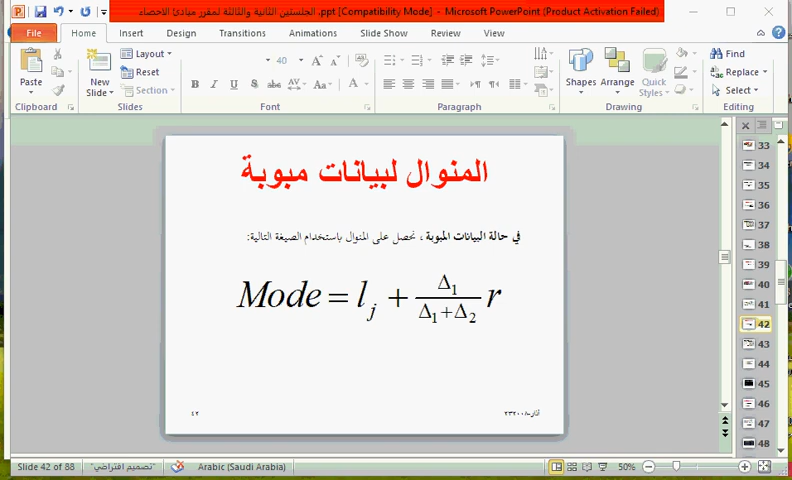 الجلستين الثانية والثالثة لمقرر مبادئ الاحصاء.ppt [Compatibility Mode] - Microsoft PowerPoint (Product Activation Failed)
File Home Insert Design Transitions Animations Slide Show Review View
Paste
Clipboard
New Slide
Layout
Reset
Section
Slides
40
Font
Paragraph
Shapes
Arrange
Quick Styles
Drawing
Find
Replace
Select
Editing
المنوال لبيانات مبوبة
في حالة البيانات المبوبة ، نحصل على المنوال باستخدام الصيغة التالية:
Mode = l_j + Δ1 / (Δ1+Δ2) r
٤٢
33
34
35
36
37
38
39
40
41
42
43
44
45
46
47
48
Slide 42 of 88
"تصميم افتراضي"
Arabic (Saudi Arabia)
50%